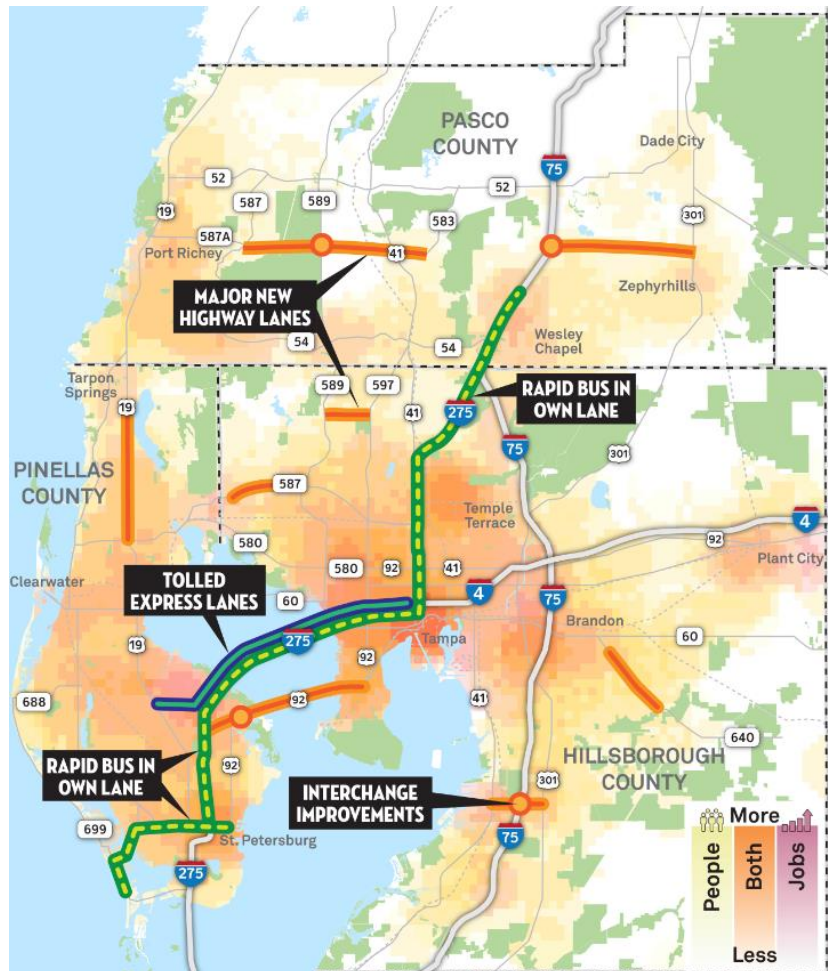 PASCO
COUNTY
Dade City
75
52
587
589
52
19
587A
583
301
Port Richey
41
MAJOR NEW
HIGHWAY LANES
Zephyrhills
Wesley
Chapel
54
54
Tarpon
Springs
589
597
RAPID BUS IN
OWN LANE
19
41
275
PINELLAS
COUNTY
75
301
587
Temple
Terrace
4
580
92
Plant City
Clearwater
TOLLED
EXPRESS LANES
580
92
41
4
60
75
Brandon
275
Tampa
60
19
92
688
92
41
RAPID BUS IN
OWN LANE
92
640
HILLSBOROUGH
COUNTY
INTERCHANGE
IMPROVEMENTS
301
699
St. Petersburg
75
275
More
People
Both
Jobs
Less